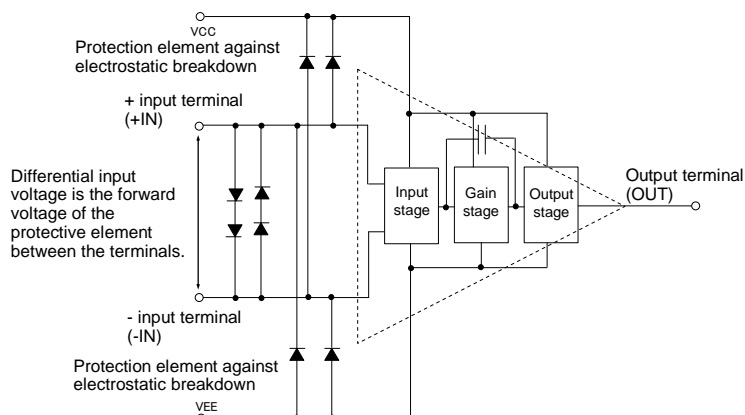 VCC
Protection element against
electrostatic breakdown
+ input terminal
(+IN)
Differential input
voltage is the forward
voltage of the
protective element
between the terminals.
Input
stage
Gain
stage
Output
stage
Output terminal
(OUT)
- input terminal
(-IN)
Protection element against
electrostatic breakdown
VEE